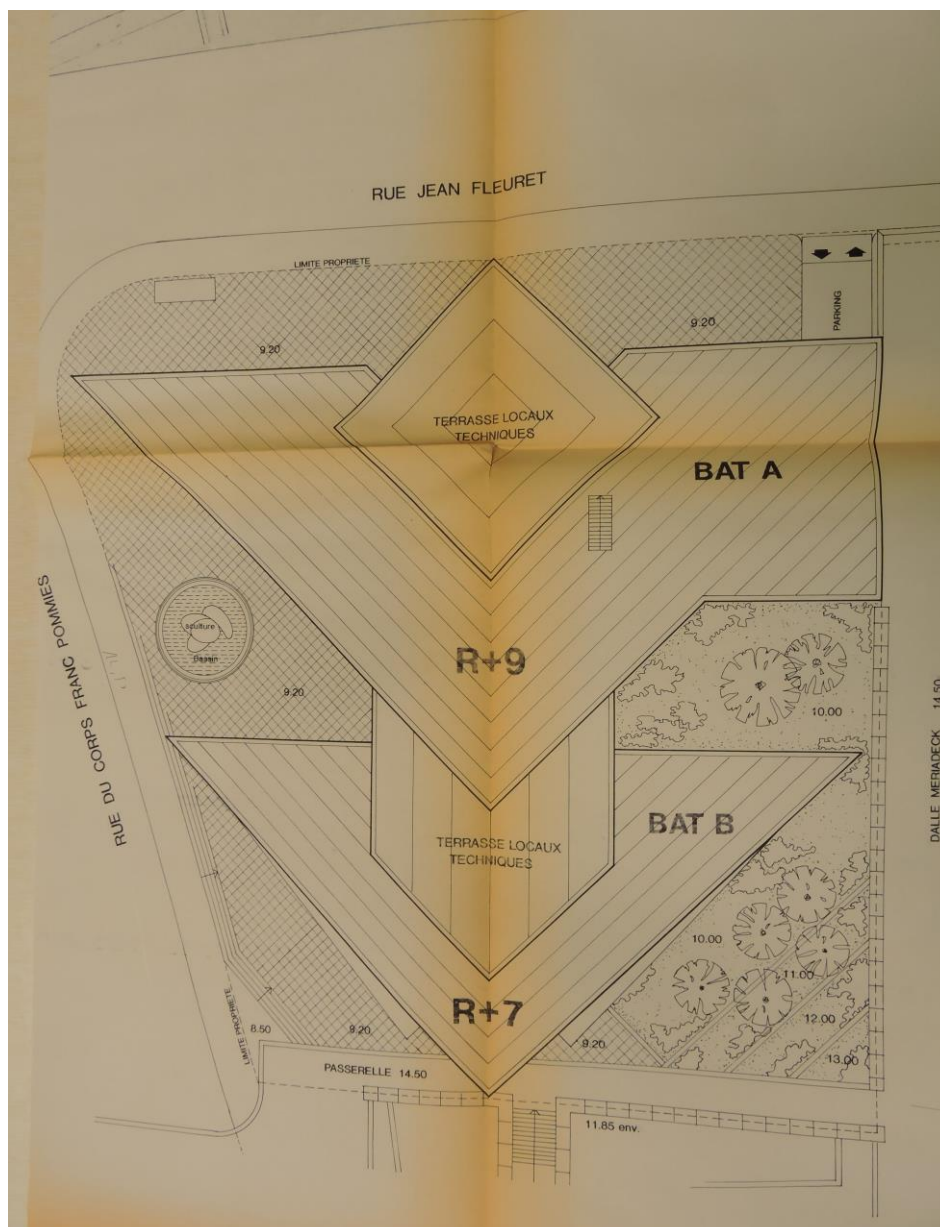 RUE JEAN FLEURET
LIMITE PROPRIETE
9.20
9.20
PARKING
TERRASSE LOCAUX
TECHNIQUES
BAT A
RUE DU CORPS FRANC POMMIES
sculture
Bassin
9.20
R+9
10.00
DALLE MERIADECK 14.50
BAT B
TERRASSE LOCAUX
TECHNIQUES
10.00
11.00
12.00
13.00
R+7
LIMITE PROPRIETE
8.50
9.20
9.20
PASSERELLE 14.50
11.85 env.